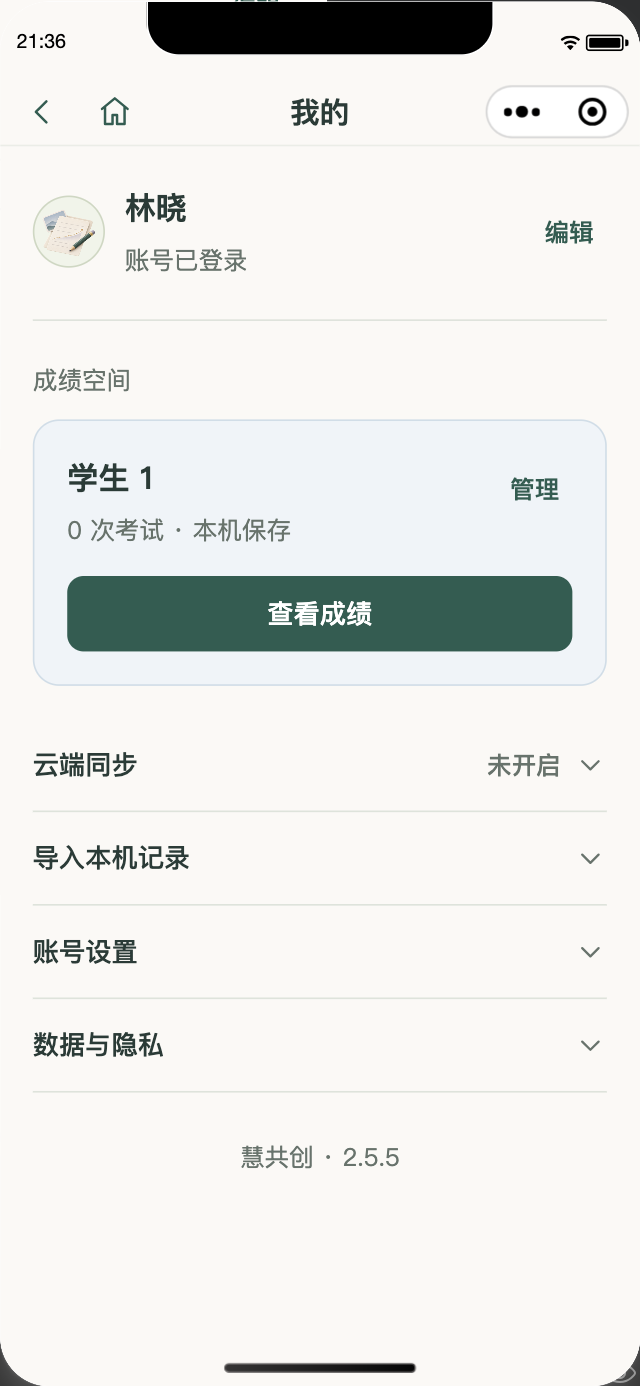 21:36
我的
林晓
账号已登录
编辑
成绩空间
学生 1
管理
0 次考试 · 本机保存
查看成绩
云端同步
未开启
导入本机记录
账号设置
数据与隐私
慧共创 · 2.5.5